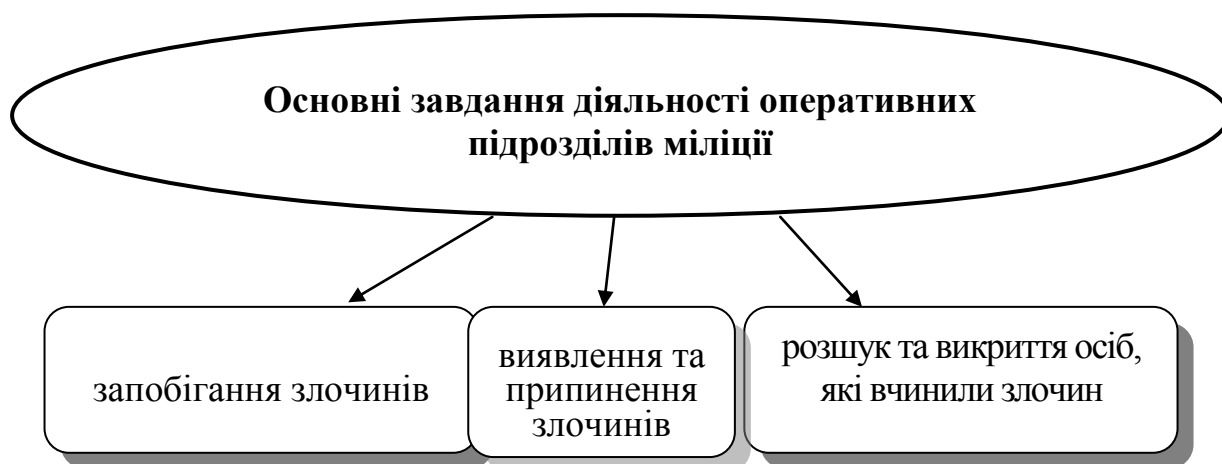 Основні завдання діяльності оперативних
підрозділів міліції
запобігання злочинів
виявлення та
припинення
злочинів
розшук та викриття осіб,
які вчинили злочин